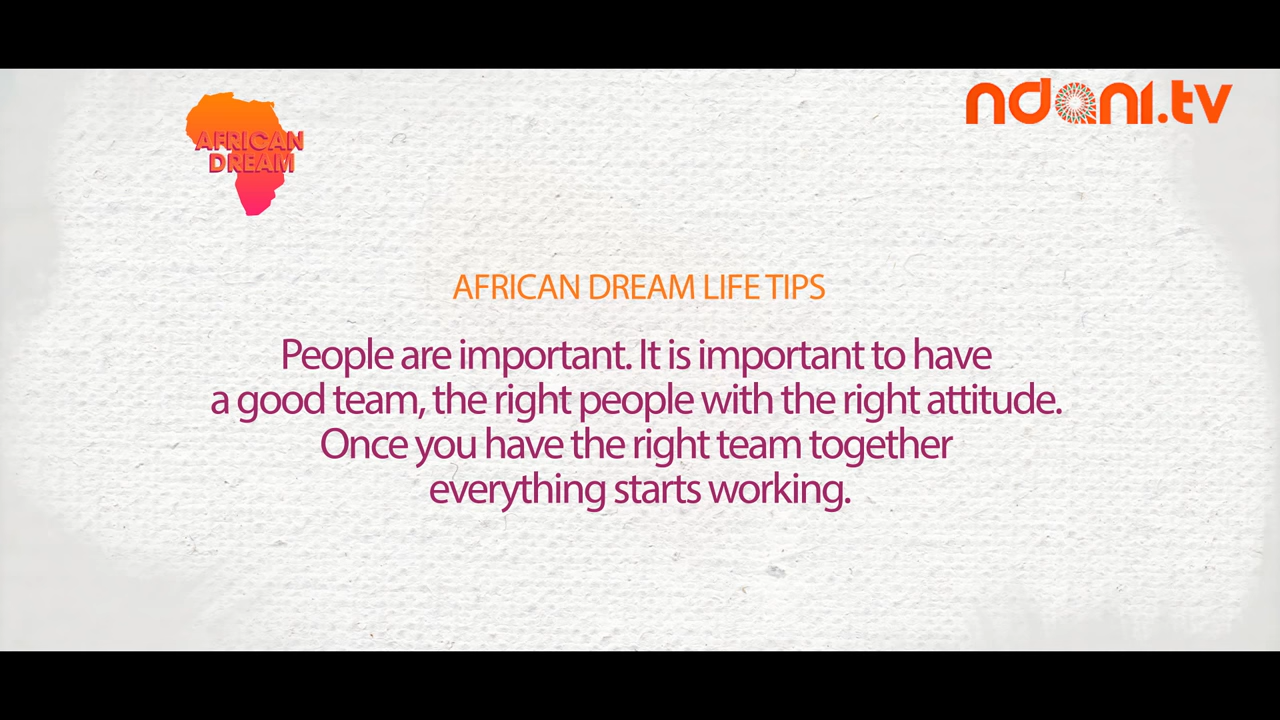 ndani.tv
AFRICAN
DREAM
AFRICAN DREAM LIFE TIPS
People are important. It is important to have
a good team, the right people with the right attitude.
Once you have the right team together
everything starts working.